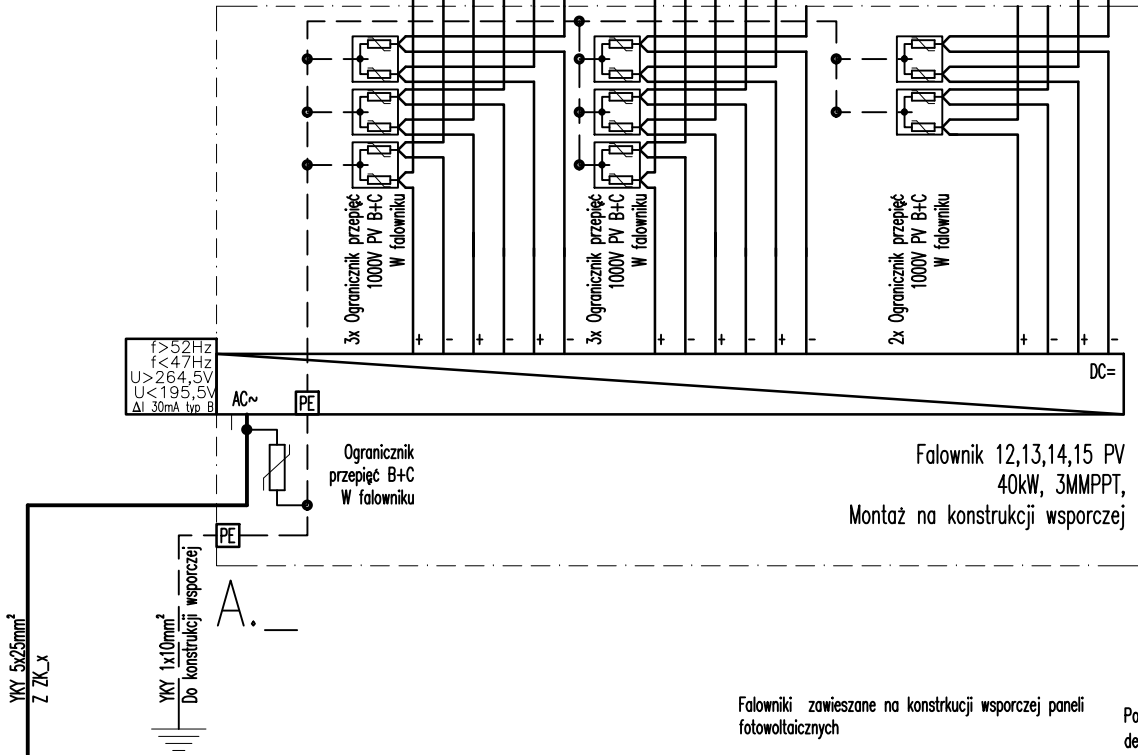 3x Ogranicznik przepięć
1000V PV B+C
W falowniku
3x Ogranicznik przepięć
1000V PV B+C
W falowniku
2x Ogranicznik przepięć
1000V PV B+C
W falowniku
+ - + - + -
+ - + - + -
+ - + -
f>52Hz
f<47Hz
U>264,5V
U<195,5V
ΔI 30mA typ B
AC~
PE
DC=
Ogranicznik
przepięć B+C
W falowniku
Falownik 12,13,14,15 PV
40kW, 3MMPPT,
Montaż na konstrukcji wsporczej
PE
A._
YKY 5x25mm²
Z ZK_x
YKY 1x10mm²
Do konstrukcji wsporczej
Falowniki zawieszane na konstrkucji wsporczej paneli
fotowoltaicznych